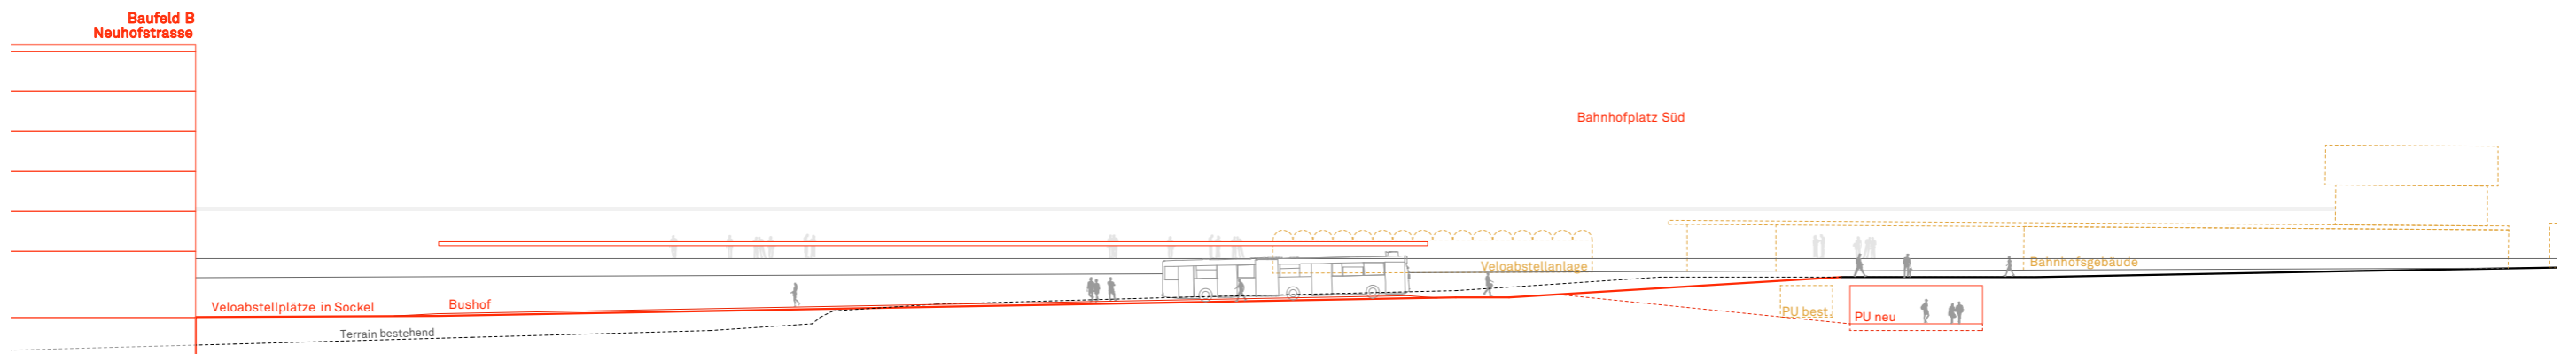 Baufeld B
Neuhofstrasse
Bahnhofplatz Süd
Veloabstellanlage
Bahnhofsgebäude
Veloabstellplätze in Sockel
Bushof
PU best.
PU neu
Terrain bestehend